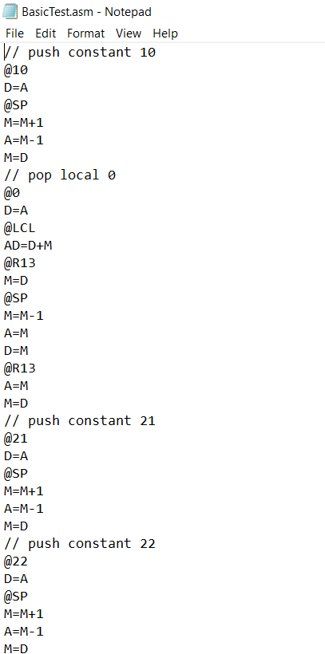 BasicTest.asm - Notepad
File Edit Format View Help
// push constant 10
@10
D=A
@SP
M=M+1
A=M-1
M=D
// pop local 0
@0
D=A
@LCL
AD=D+M
@R13
M=D
@SP
M=M-1
A=M
D=M
@R13
A=M
M=D
// push constant 21
@21
D=A
@SP
M=M+1
A=M-1
M=D
// push constant 22
@22
D=A
@SP
M=M+1
A=M-1
M=D